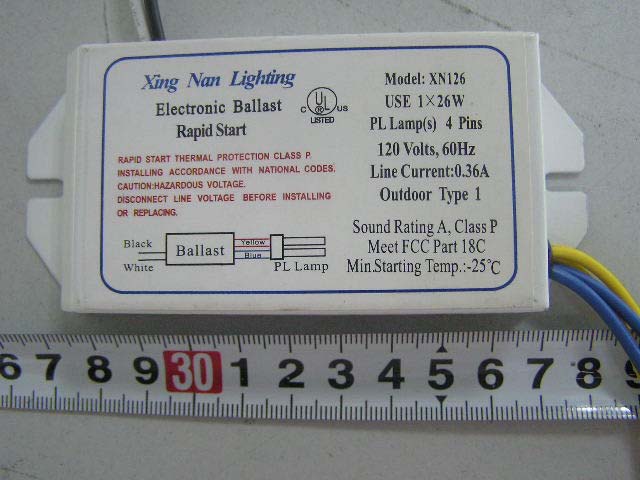 Xing Nan Lighting
Electronic Ballast
Rapid Start
C UL US
LISTED
Model: XN126
USE 1×26W
PL Lamp(s) 4 Pins
120 Volts, 60Hz
Line Current:0.36A
Outdoor Type 1
RAPID START THERMAL PROTECTION CLASS P.
INSTALLING ACCORDANCE WITH NATIONAL CODES.
CAUTION:HAZARDOUS VOLTAGE.
DISCONNECT LINE VOLTAGE BEFORE INSTALLING
OR REPLACING.
Sound Rating A, Class P
Meet FCC Part 18C
Min.Starting Temp.:-25℃
Black
White
Ballast
Yellow
Blue
PL Lamp
6 7 8 9 30 1 2 3 4 5 6 7 8 9